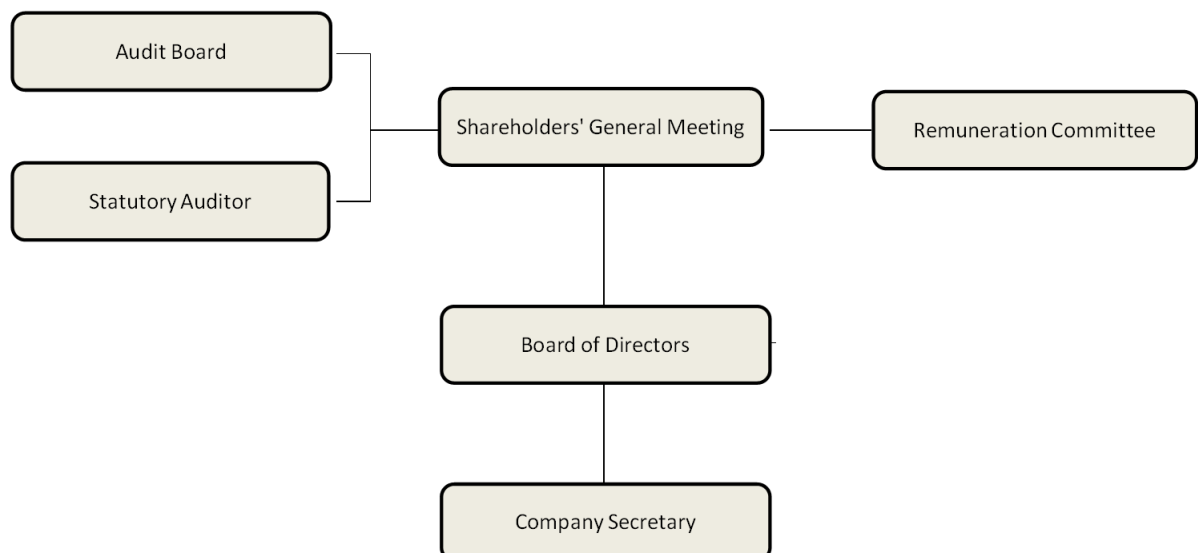 Audit Board
Shareholders' General Meeting
Remuneration Committee
Statutory Auditor
Board of Directors
Company Secretary